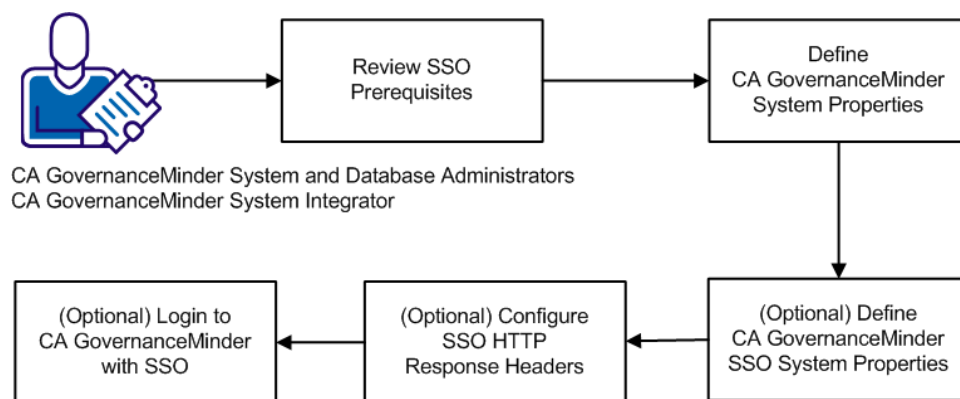 Review SSO
Prerequisites
Define
CA GovernanceMinder
System Properties
CA GovernanceMinder System and Database Administrators
CA GovernanceMinder System Integrator
(Optional) Define
CA GovernanceMinder
SSO System Properties
(Optional) Configure
SSO HTTP
Response Headers
(Optional) Login to
CA GovernanceMinder
with SSO